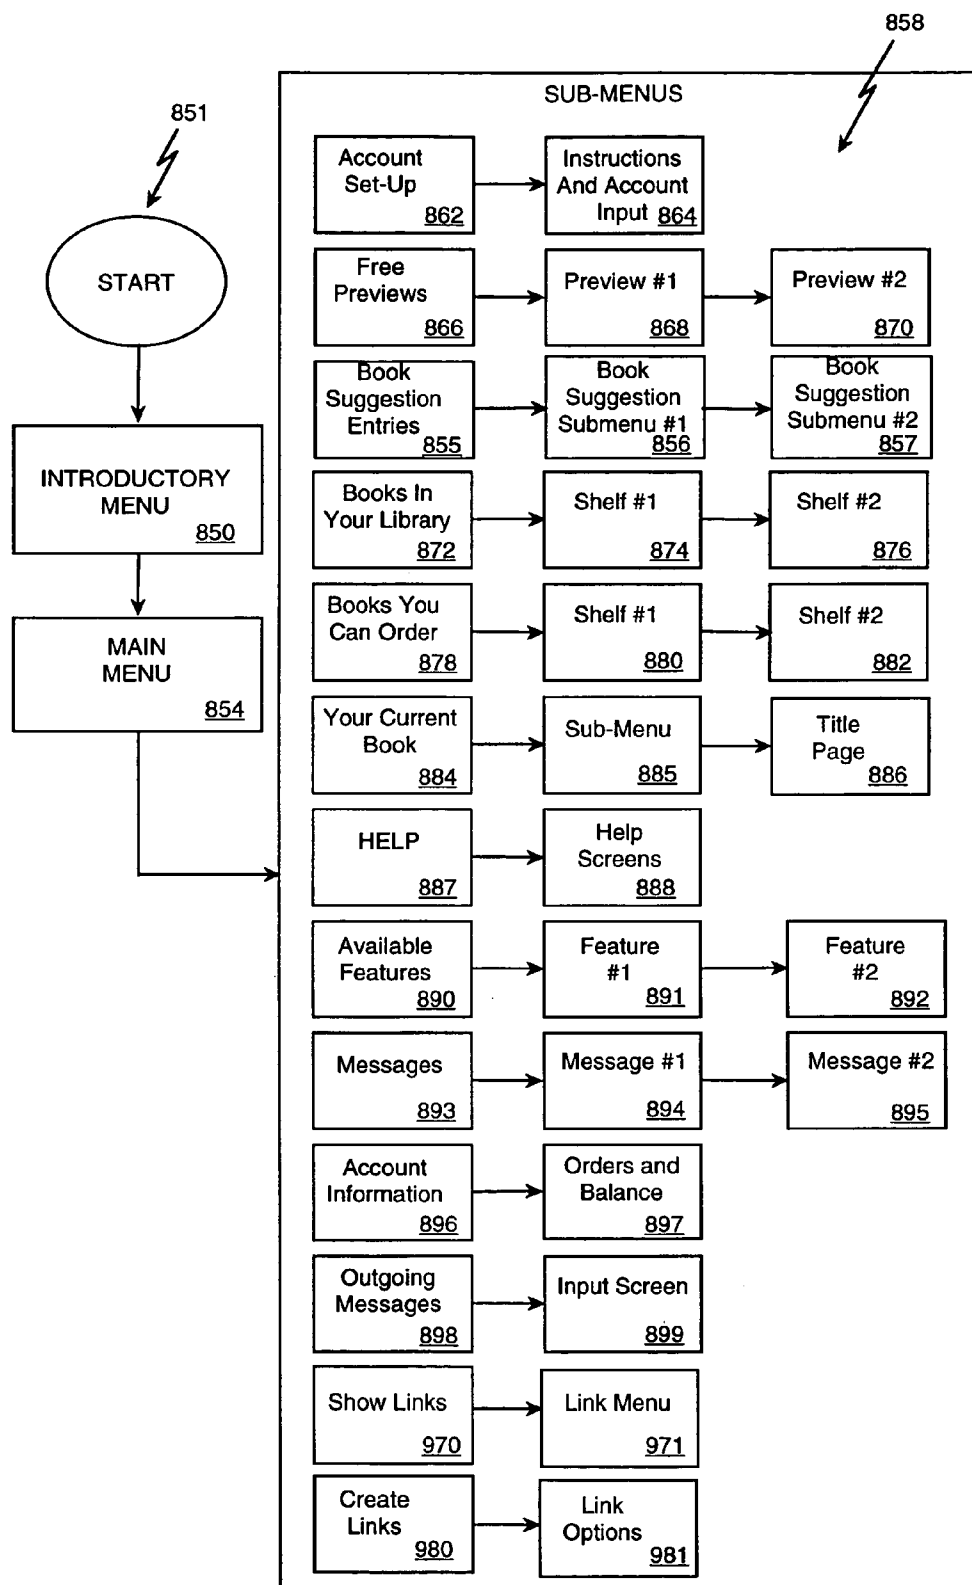 858
SUB-MENUS
851
START
INTRODUCTORY
MENU
850
MAIN
MENU
854
Account
Set-Up
862
Instructions
And Account
Input 864
Free
Previews
866
Preview #1
868
Preview #2
870
Book
Suggestion
Entries
855
Book
Suggestion
Submenu #1
856
Book
Suggestion
Submenu #2
857
Books In
Your Library
872
Shelf #1
874
Shelf #2
876
Books You
Can Order
878
Shelf #1
880
Shelf #2
882
Your Current
Book
884
Sub-Menu
885
Title
Page
886
HELP
887
Help
Screens
888
Available
Features
890
Feature
#1
891
Feature
#2
892
Messages
893
Message #1
894
Message #2
895
Account
Information
896
Orders and
Balance
897
Outgoing
Messages
898
Input Screen
899
Show Links
970
Link Menu
971
Create
Links
980
Link
Options
981